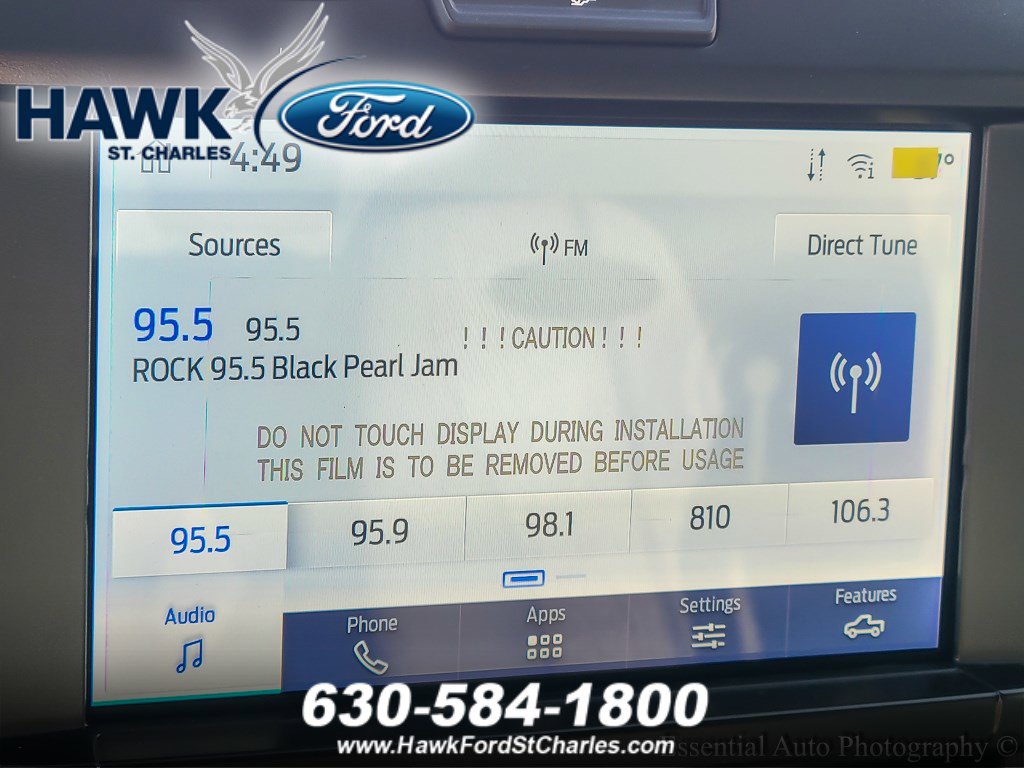 HAWK Ford
ST. CHARLES
4:49
Sources
FM
Direct Tune
95.5 95.5
! ! ! CAUTION ! ! !
ROCK 95.5 Black Pearl Jam
DO NOT TOUCH DISPLAY DURING INSTALLATION
THIS FILM IS TO BE REMOVED BEFORE USAGE
95.5 95.9 98.1 810 106.3
Audio Phone Apps Settings Features
630-584-1800
www.HawkFordStCharles.com
Essential Auto Photography ©